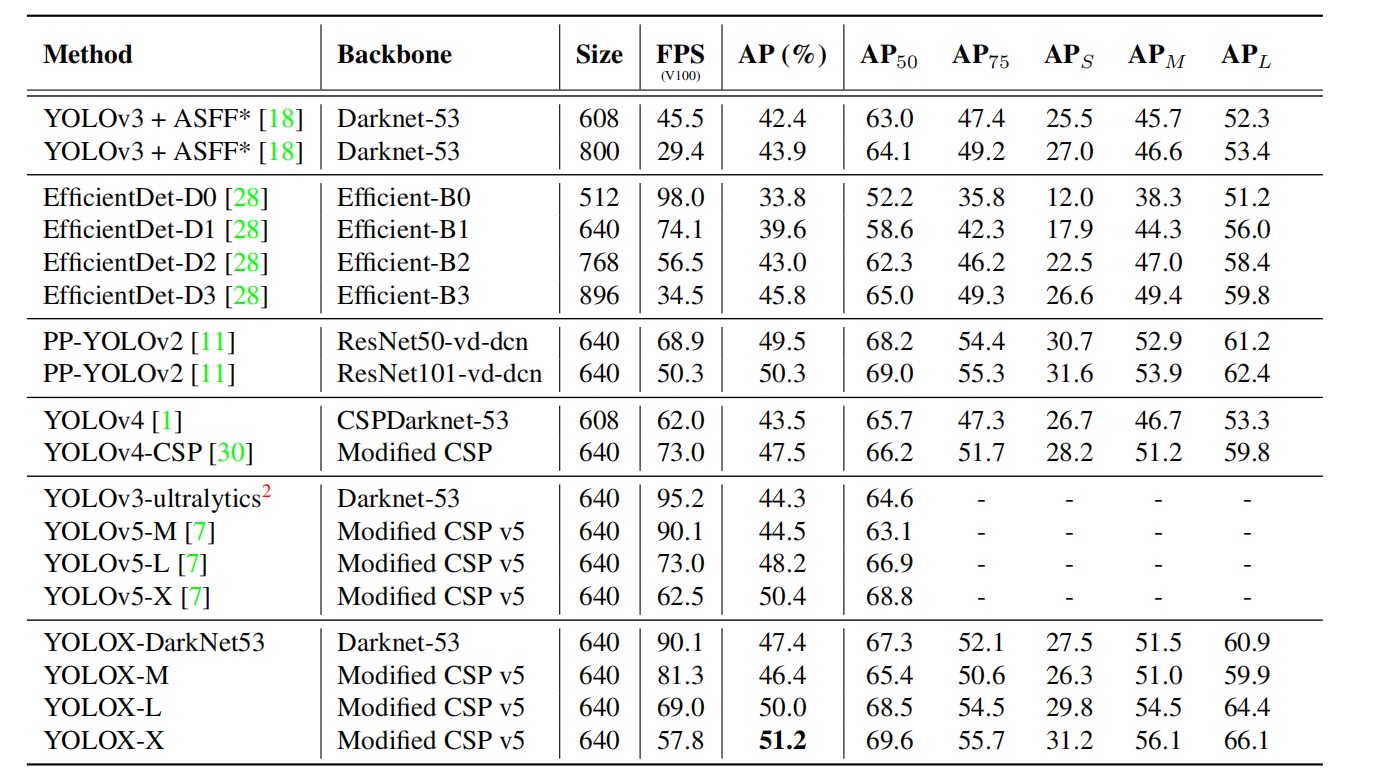 Method Backbone Size FPS (V100) AP (%) AP50 AP75 APS APM APL
YOLOv3 + ASFF* [18] Darknet-53 608 45.5 42.4 63.0 47.4 25.5 45.7 52.3
YOLOv3 + ASFF* [18] Darknet-53 800 29.4 43.9 64.1 49.2 27.0 46.6 53.4
EfficientDet-D0 [28] Efficient-B0 512 98.0 33.8 52.2 35.8 12.0 38.3 51.2
EfficientDet-D1 [28] Efficient-B1 640 74.1 39.6 58.6 42.3 17.9 44.3 56.0
EfficientDet-D2 [28] Efficient-B2 768 56.5 43.0 62.3 46.2 22.5 47.0 58.4
EfficientDet-D3 [28] Efficient-B3 896 34.5 45.8 65.0 49.3 26.6 49.4 59.8
PP-YOLOv2 [11] ResNet50-vd-dcn 640 68.9 49.5 68.2 54.4 30.7 52.9 61.2
PP-YOLOv2 [11] ResNet101-vd-dcn 640 50.3 50.3 69.0 55.3 31.6 53.9 62.4
YOLOv4 [1] CSPDarknet-53 608 62.0 43.5 65.7 47.3 26.7 46.7 53.3
YOLOv4-CSP [30] Modified CSP 640 73.0 47.5 66.2 51.7 28.2 51.2 59.8
YOLOv3-ultralytics2 Darknet-53 640 95.2 44.3 64.6 - - - -
YOLOv5-M [7] Modified CSP v5 640 90.1 44.5 63.1 - - - -
YOLOv5-L [7] Modified CSP v5 640 73.0 48.2 66.9 - - - -
YOLOv5-X [7] Modified CSP v5 640 62.5 50.4 68.8 - - - -
YOLOX-DarkNet53 Darknet-53 640 90.1 47.4 67.3 52.1 27.5 51.5 60.9
YOLOX-M Modified CSP v5 640 81.3 46.4 65.4 50.6 26.3 51.0 59.9
YOLOX-L Modified CSP v5 640 69.0 50.0 68.5 54.5 29.8 54.5 64.4
YOLOX-X Modified CSP v5 640 57.8 51.2 69.6 55.7 31.2 56.1 66.1